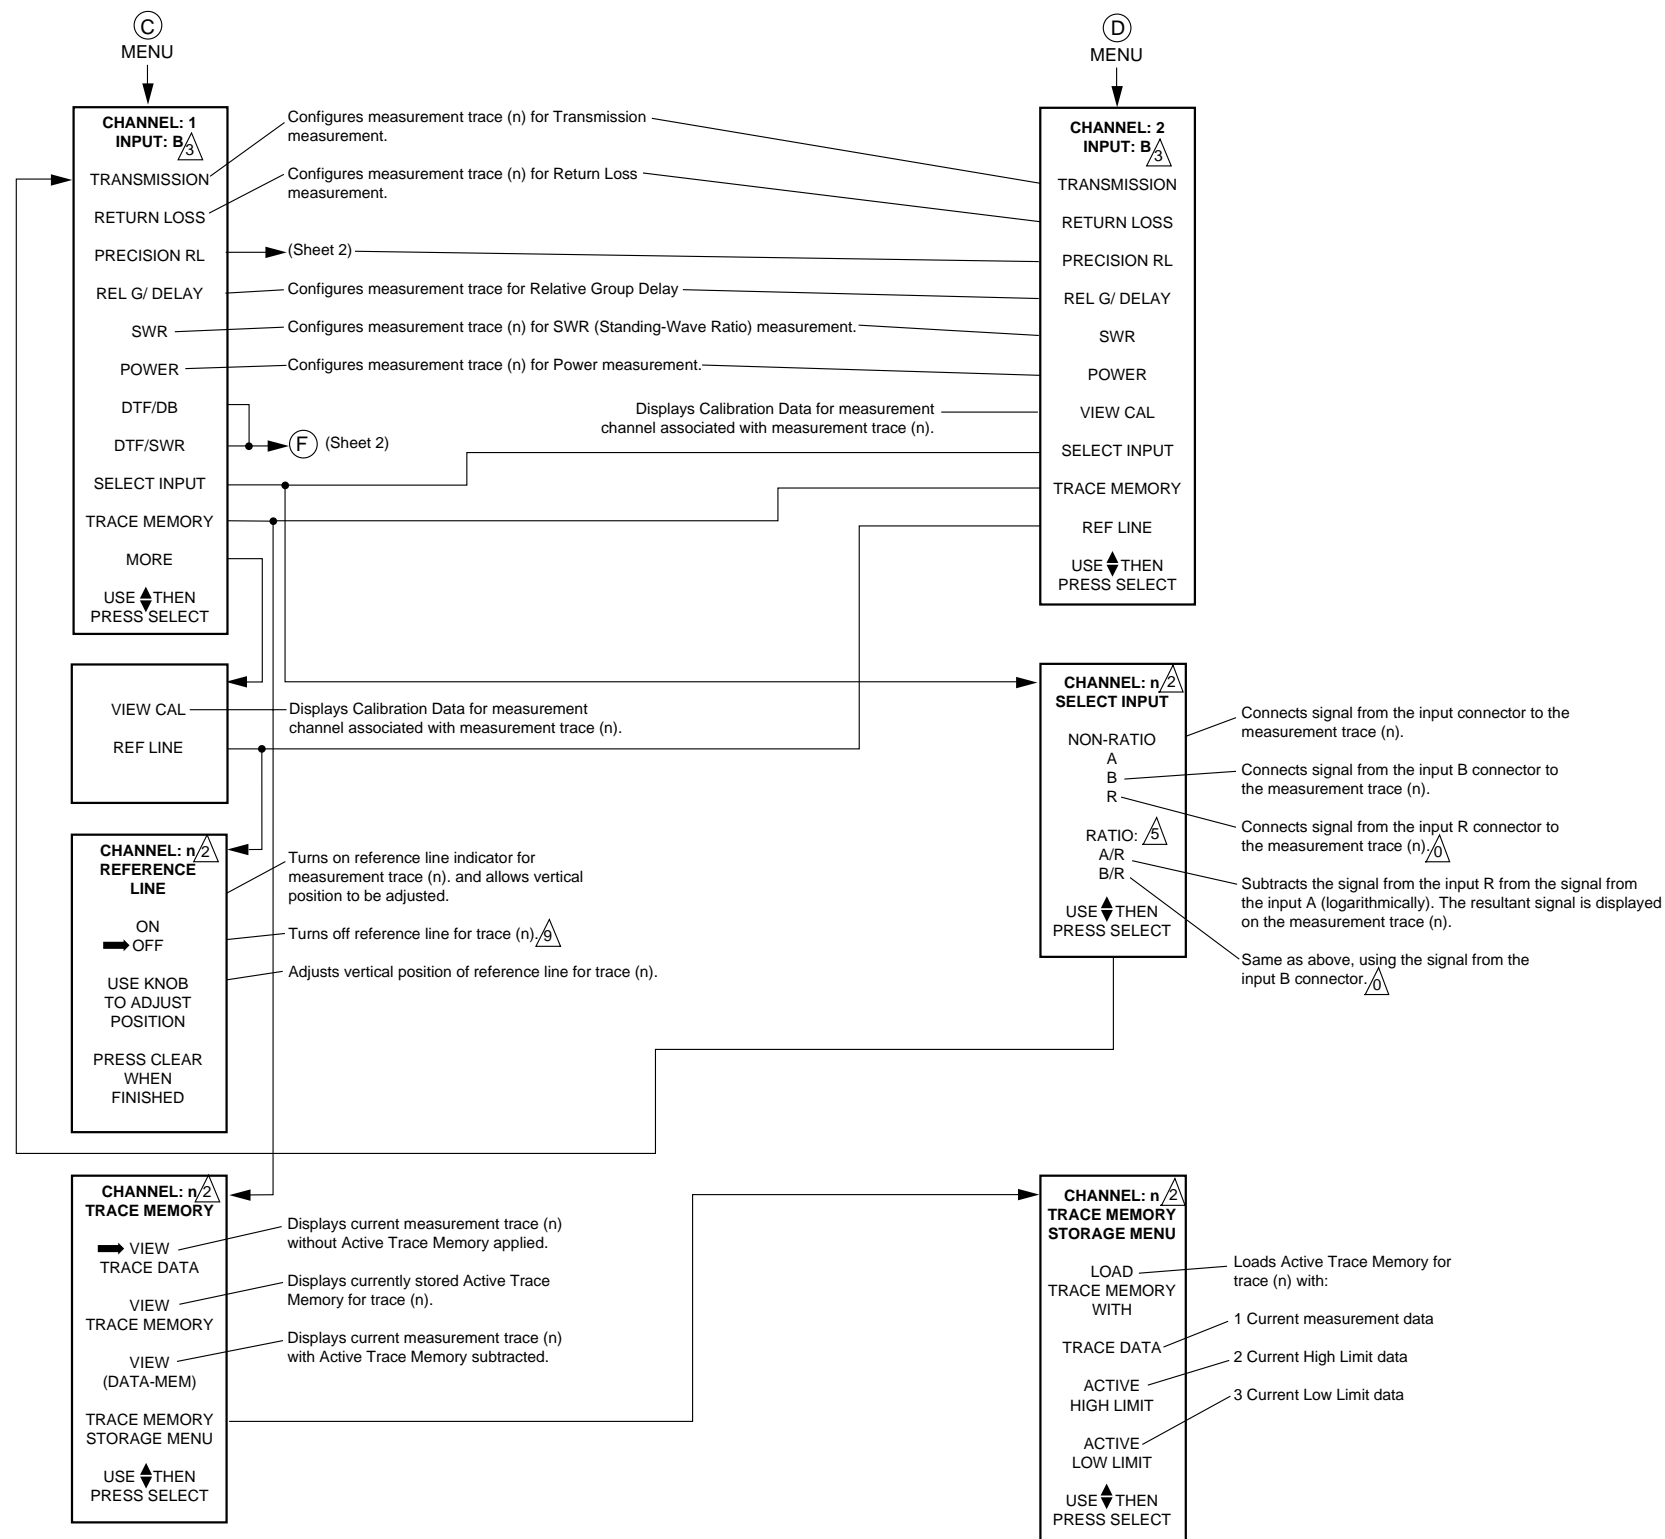 C
MENU
CHANNEL: 1
INPUT: B 3
TRANSMISSION
RETURN LOSS
PRECISION RL
REL G/ DELAY
SWR
POWER
DTF/DB
DTF/SWR
SELECT INPUT
TRACE MEMORY
MORE
USE THEN
PRESS SELECT
Configures measurement trace (n) for Transmission
measurement.
Configures measurement trace (n) for Return Loss
measurement.
(Sheet 2)
Configures measurement trace for Relative Group Delay
Configures measurement trace (n) for SWR (Standing-Wave Ratio) measurement.
Configures measurement trace (n) for Power measurement.
Displays Calibration Data for measurement
channel associated with measurement trace (n).
F (Sheet 2)
D
MENU
CHANNEL: 2
INPUT: B 3
TRANSMISSION
RETURN LOSS
PRECISION RL
REL G/ DELAY
SWR
POWER
VIEW CAL
SELECT INPUT
TRACE MEMORY
REF LINE
USE THEN
PRESS SELECT
VIEW CAL
REF LINE
Displays Calibration Data for measurement
channel associated with measurement trace (n).
CHANNEL: n 2
SELECT INPUT
NON-RATIO
A
B
R
RATIO: 5
A/R
B/R
USE THEN
PRESS SELECT
Connects signal from the input connector to the
measurement trace (n).
Connects signal from the input B connector to
the measurement trace (n).
Connects signal from the input R connector to
the measurement trace (n). 0
Subtracts the signal from the input R from the signal from
the input A (logarithmically). The resultant signal is displayed
on the measurement trace (n).
Same as above, using the signal from the
input B connector. 0
CHANNEL: n 2
REFERENCE
LINE
ON
OFF
USE KNOB
TO ADJUST
POSITION
PRESS CLEAR
WHEN
FINISHED
Turns on reference line indicator for
measurement trace (n). and allows vertical
position to be adjusted.
Turns off reference line for trace (n). 9
Adjusts vertical position of reference line for trace (n).
CHANNEL: n 2
TRACE MEMORY
VIEW
TRACE DATA
VIEW
TRACE MEMORY
VIEW
(DATA-MEM)
TRACE MEMORY
STORAGE MENU
USE THEN
PRESS SELECT
Displays current measurement trace (n)
without Active Trace Memory applied.
Displays currently stored Active Trace
Memory for trace (n).
Displays current measurement trace (n)
with Active Trace Memory subtracted.
CHANNEL: n 2
TRACE MEMORY
STORAGE MENU
LOAD
TRACE MEMORY
WITH
TRACE DATA
ACTIVE
HIGH LIMIT
ACTIVE
LOW LIMIT
USE THEN
PRESS SELECT
Loads Active Trace Memory for
trace (n) with:
1 Current measurement data
2 Current High Limit data
3 Current Low Limit data